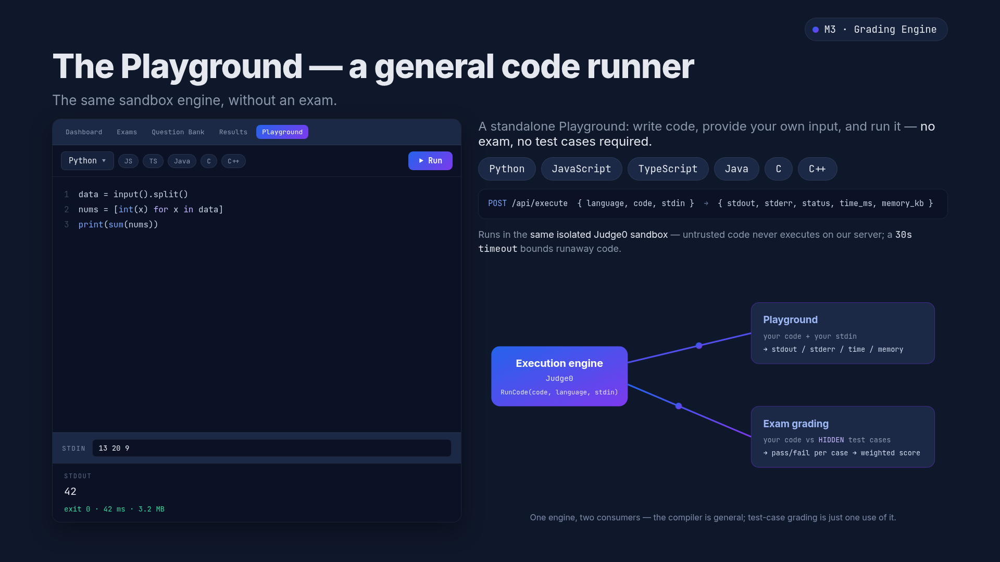 M3 · Grading Engine
The Playground — a general code runner
The same sandbox engine, without an exam.
Dashboard Exams Question Bank Results Playground
Python JS TS Java C C++ Run
1 data = input().split()
2 nums = [int(x) for x in data]
3 print(sum(nums))
STDIN 13 20 9
STDOUT
42
exit 0 · 42 ms · 3.2 MB
A standalone Playground: write code, provide your own input, and run it — no
exam, no test cases required.
Python JavaScript TypeScript Java C C++
POST /api/execute { language, code, stdin } → { stdout, stderr, status, time_ms, memory_kb }
Runs in the same isolated Judge0 sandbox — untrusted code never executes on our server; a 30s
timeout bounds runaway code.
Execution engine
Judge0
RunCode(code, language, stdin)
Playground
your code + your stdin
→ stdout / stderr / time / memory
Exam grading
your code vs HIDDEN test cases
→ pass/fail per case → weighted score
One engine, two consumers — the compiler is general; test-case grading is just one use of it.